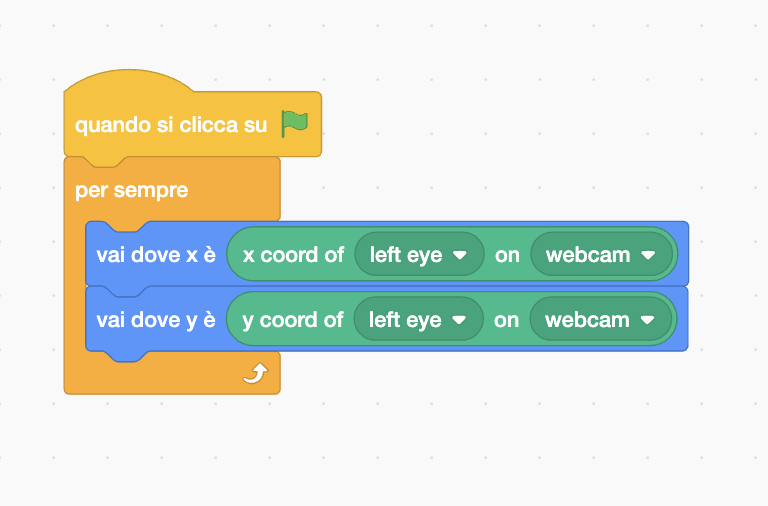 quando si clicca su
per sempre
vai dove x è x coord of left eye on webcam
vai dove y è y coord of left eye on webcam